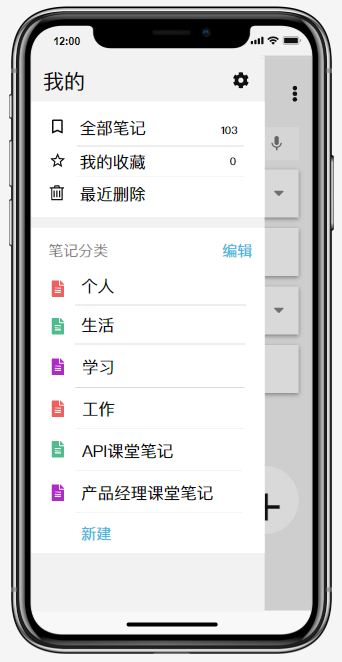 12:00
我的
全部笔记 103
我的收藏 0
最近删除
笔记分类 编辑
个人
生活
学习
工作
API课堂笔记
产品经理课堂笔记
新建